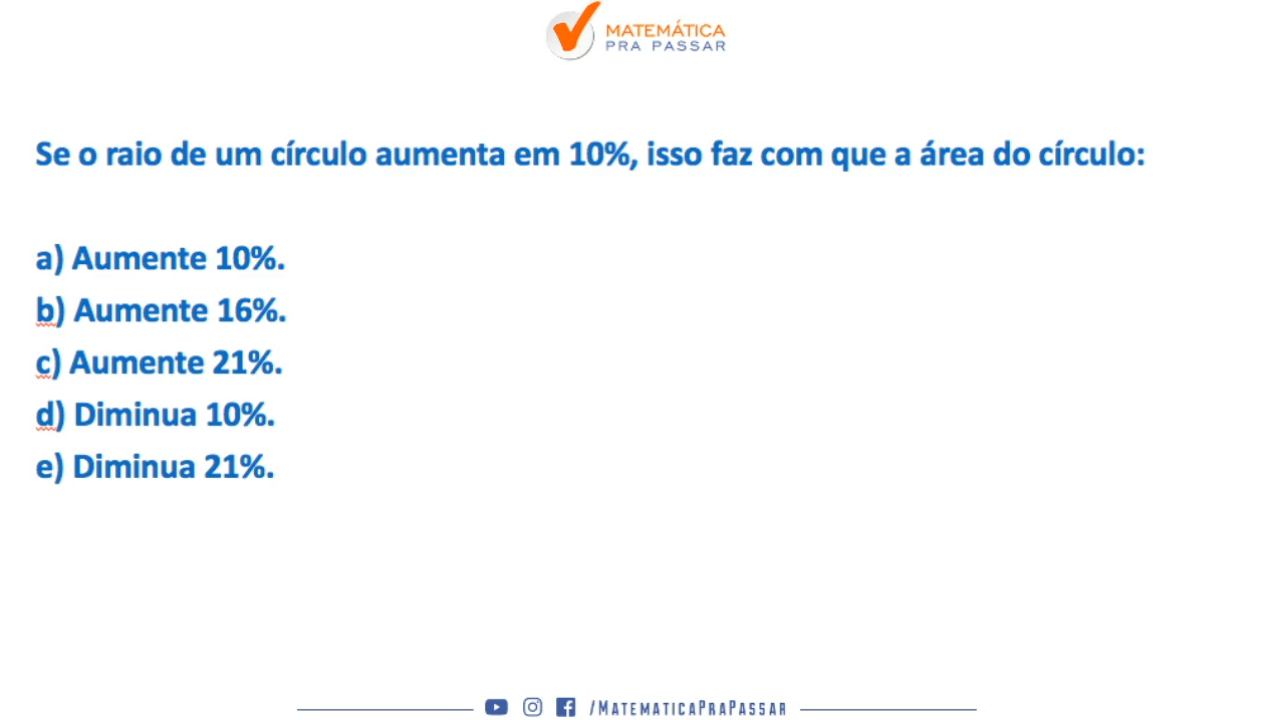 MATEMÁTICA
PRA PASSAR
Se o raio de um círculo aumenta em 10%, isso faz com que a área do círculo:
a) Aumente 10%.
b) Aumente 16%.
c) Aumente 21%.
d) Diminua 10%.
e) Diminua 21%.
/MATEMATICAPRAPASSAR